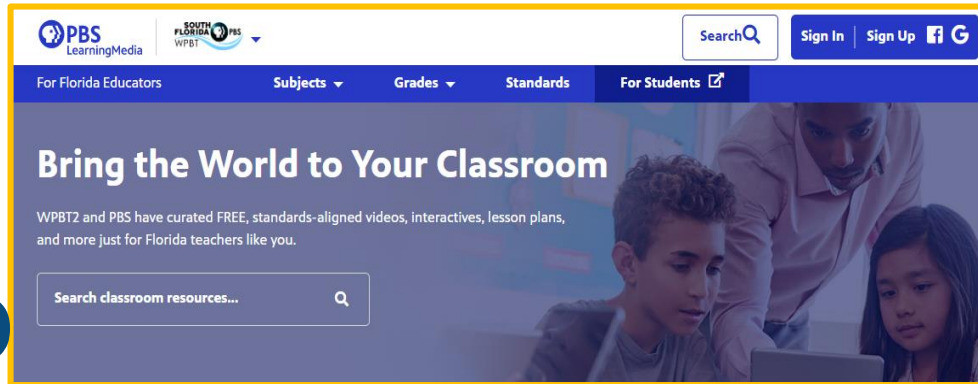 PBS
LearningMedia
SOUTH
FLORIDA PBS
WPBT
Search
Sign In
Sign Up
For Florida Educators
Subjects
Grades
Standards
For Students
Bring the World to Your Classroom
WPBT2 and PBS have curated FREE, standards-aligned videos, interactives, lesson plans,
and more just for Florida teachers like you.
Search classroom resources...